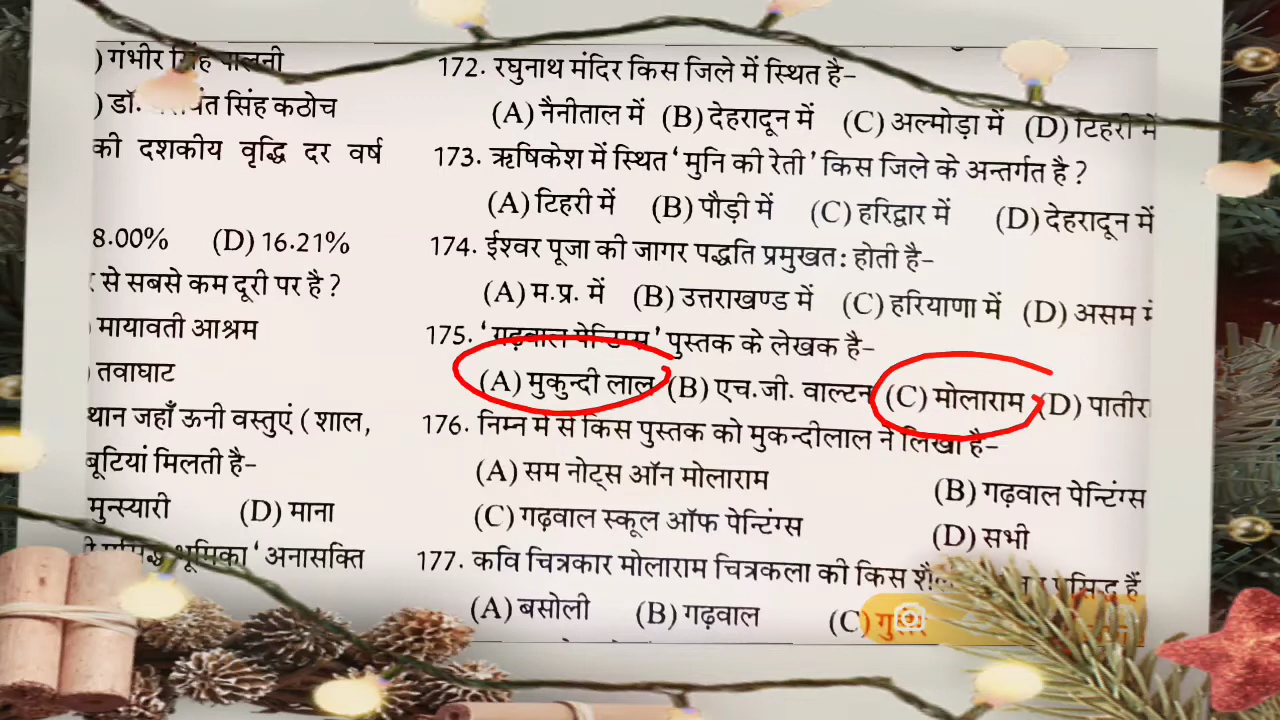 ) गंभीर सिंह पालनी
) डॉ. सिंह कठोच
की दशकीय वृद्धि दर वर्ष
8.00% (D) 16.21%
से सबसे कम दूरी पर है ?
मायावती आश्रम
तवाघाट
थान जहाँ ऊनी वस्तुएं ( शाल,
बूटियां मिलती है–
मुन्स्यारी (D) माना
भूमिका ‘ अनासक्ति
172. रघुनाथ मंदिर किस जिले में स्थित है–
(A) नैनीताल में (B) देहरादून में (C) अल्मोड़ा में (D) टिहरी में
173. ऋषिकेश में स्थित ‘ मुनि की रेती ’ किस जिले के अन्तर्गत है ?
(A) टिहरी में (B) पौड़ी में (C) हरिद्वार में (D) देहरादून में
174. ईश्वर पूजा की जागर पद्धति प्रमुखत: होती है–
(A) म.प्र. में (B) उत्तराखण्ड में (C) हरियाणा में (D) असम में
175. ‘ गढ़वाल पेन्टिंग्स ’ पुस्तक के लेखक है–
(A) मुकुन्दी लाल (B) एच.जी. वाल्टन (C) मोलाराम (D) पातीरा
176. निम्न में से किस पुस्तक को मुकन्दीलाल ने लिखा है–
(A) सम नोट्स ऑन मोलाराम (B) गढ़वाल पेन्टिंग्स
(C) गढ़वाल स्कूल ऑफ पेन्टिंग्स (D) सभी
177. कवि चित्रकार मोलाराम चित्रकला की किस प्रसिद्ध हैं
(A) बसोली (B) गढ़वाल (C)